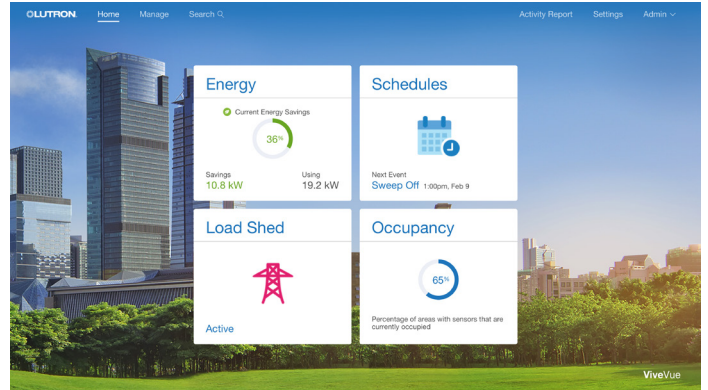 LUTRON
Home Manage Search Activity Report Settings Admin
Energy
Current Energy Savings
36%
Savings Using
10.8 kW 19.2 kW
Schedules
Next Event
Sweep Off 1:00pm, Feb 9
Load Shed
Active
Occupancy
65%
Percentage of areas with sensors that are
currently occupied
ViveVue